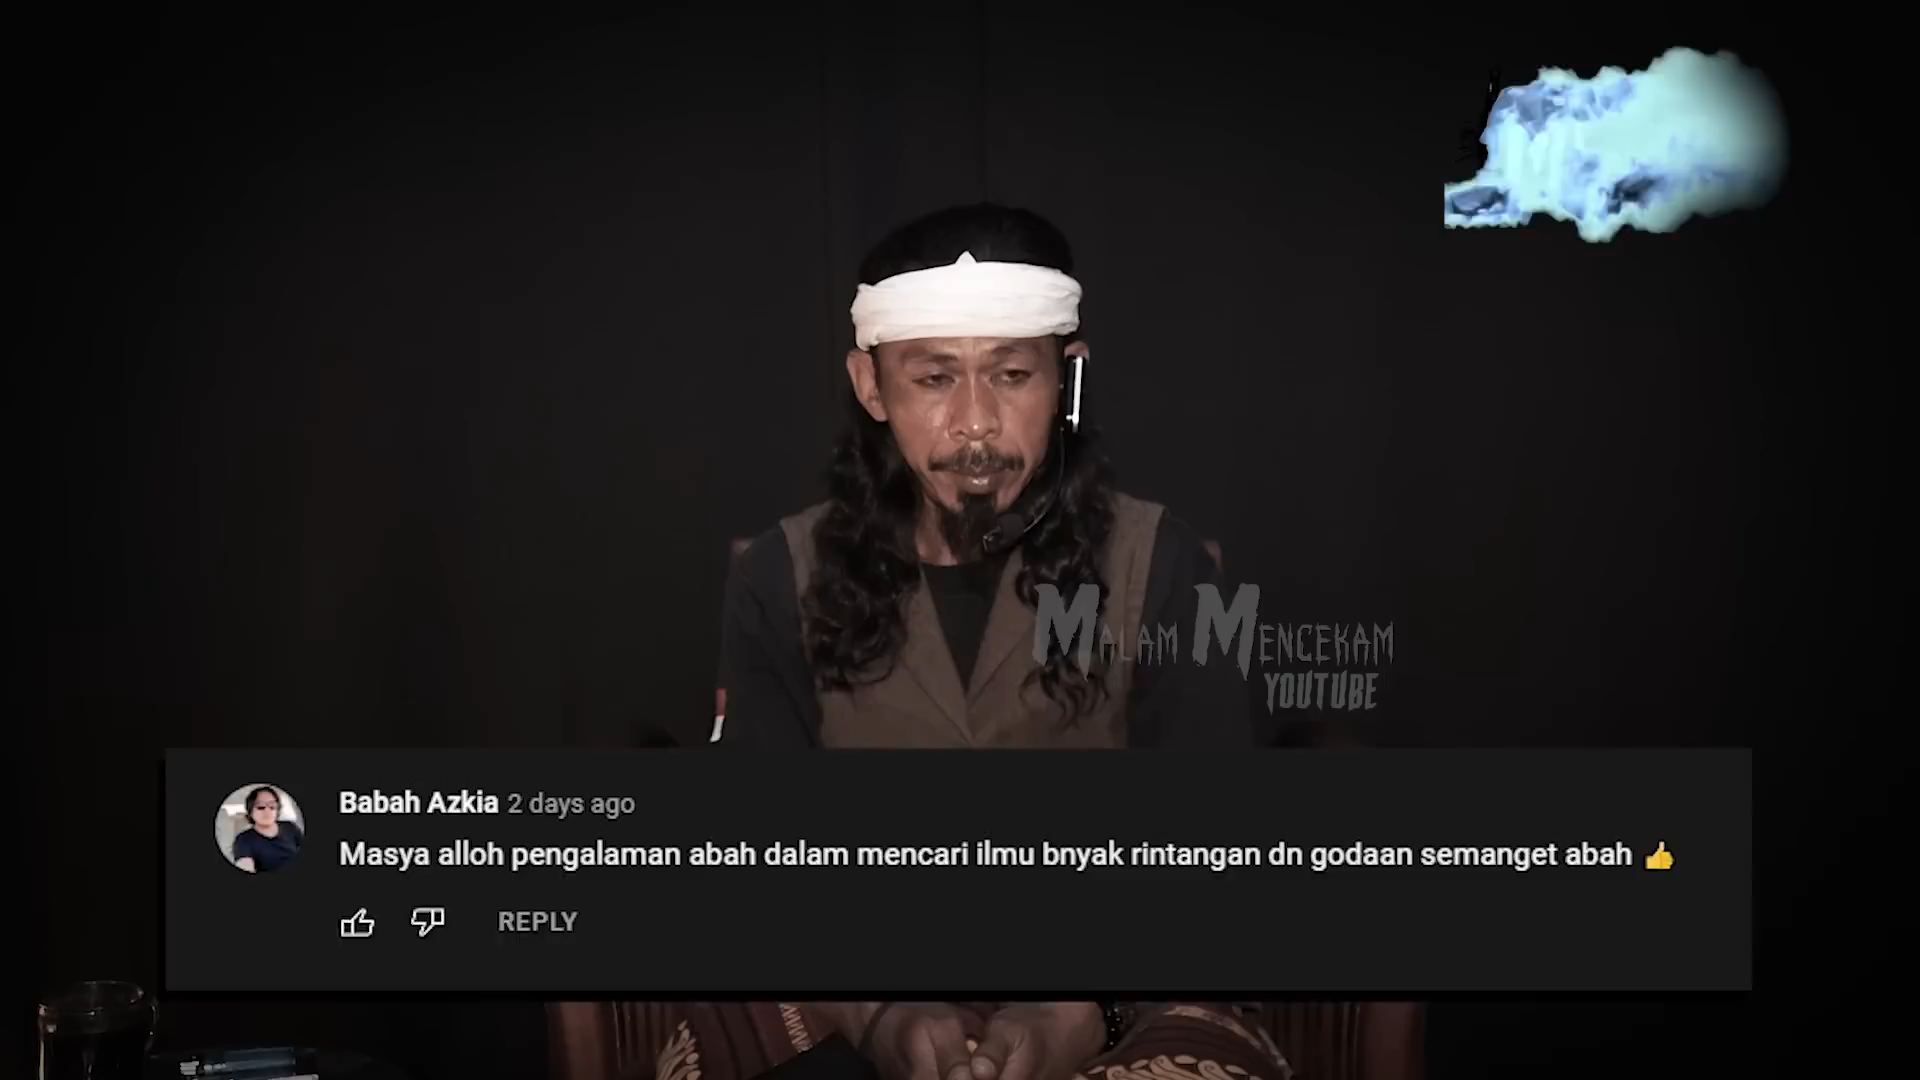 MALAM MENCEKAM
YOUTUBE
Babah Azkia 2 days ago
Masya alloh pengalaman abah dalam mencari ilmu bnyak rintangan dn godaan semanget abah 👍
REPLY